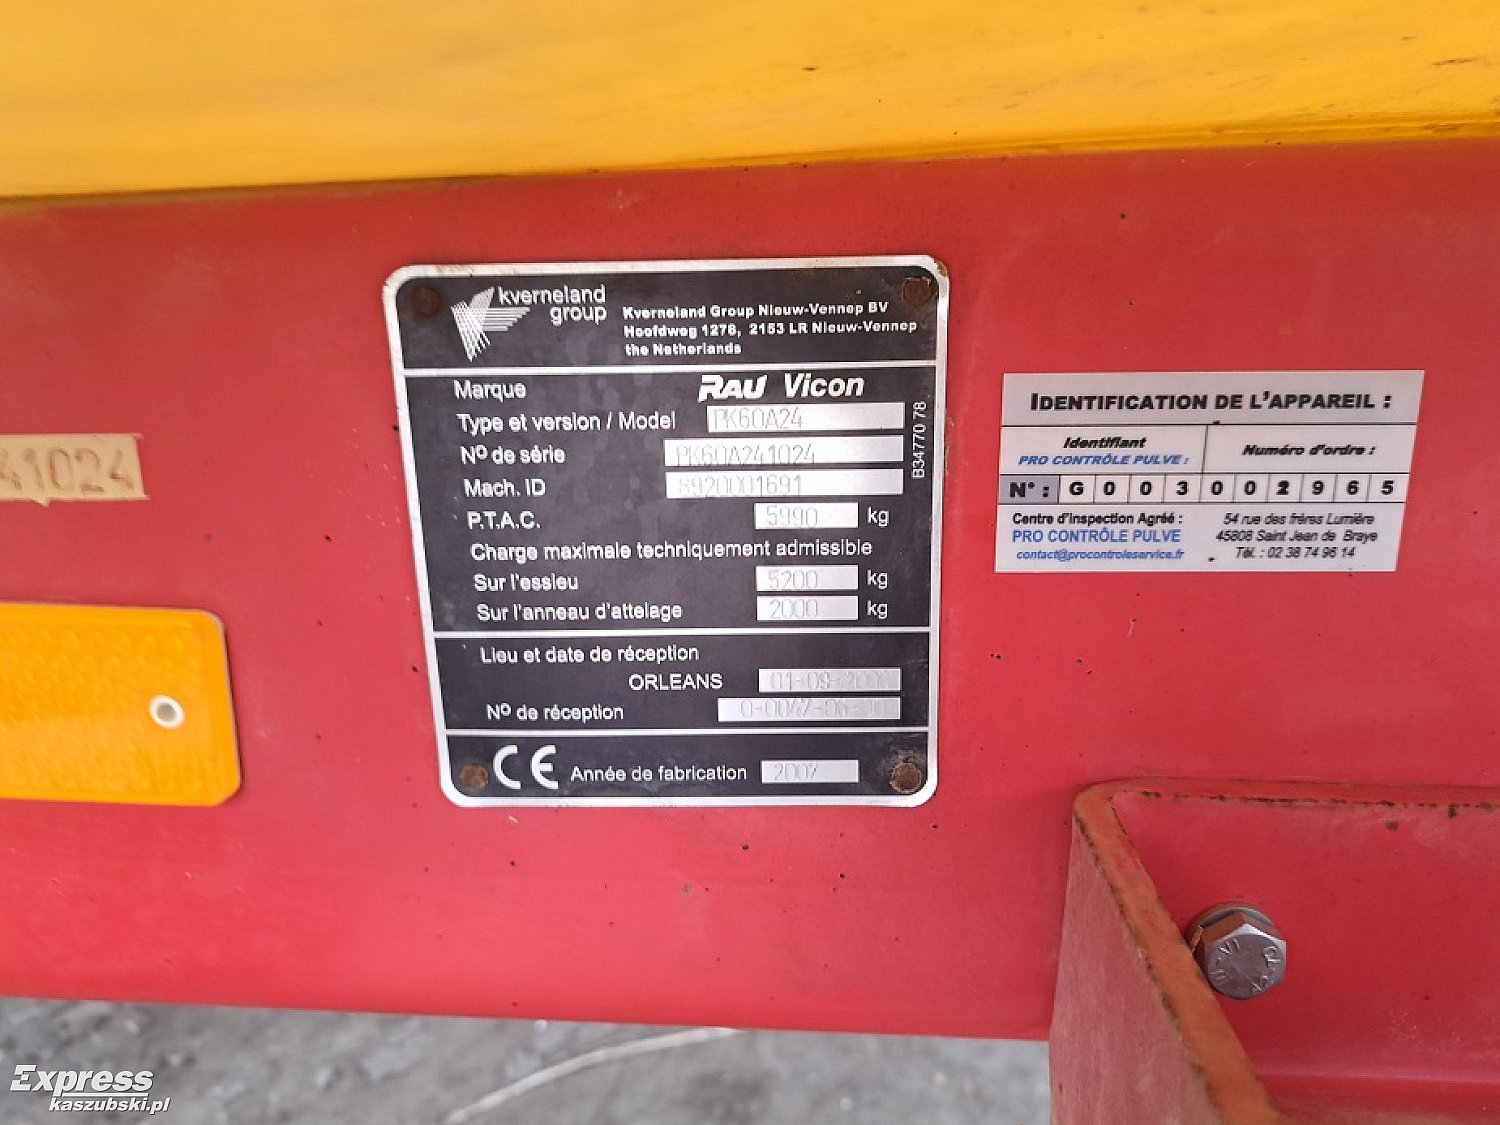 kverneland
group
Kverneland Group Nieuw-Vennep BV
Hoofdweg 1278, 2153 LR Nieuw-Vennep
the Netherlands
Marque RAU Vicon
Type et version / Model PK60A24
Nº de série PK60A241024
Mach. ID
P.T.A.C. 5990 kg
Charge maximale techniquement admissible
Sur l'essieu 5200 kg
Sur l'anneau d'attelage 2000 kg
B34770 78
Lieu et date de réception
ORLEANS
Nº de réception
CE Année de fabrication 2007
41024
IDENTIFICATION DE L'APPAREIL :
Identifiant
PRO CONTRÔLE PULVE :
Numéro d'ordre :
N° : G 0 0 3 0 0 2 9 6 5
Centre d'Inspection Agréé :
PRO CONTRÔLE PULVE
contact@procontroleservice.fr
54 rue des frères Lumière
45808 Saint Jean de Braye
Tél. : 02 38 74 96 14
Express
kaszubski.pl